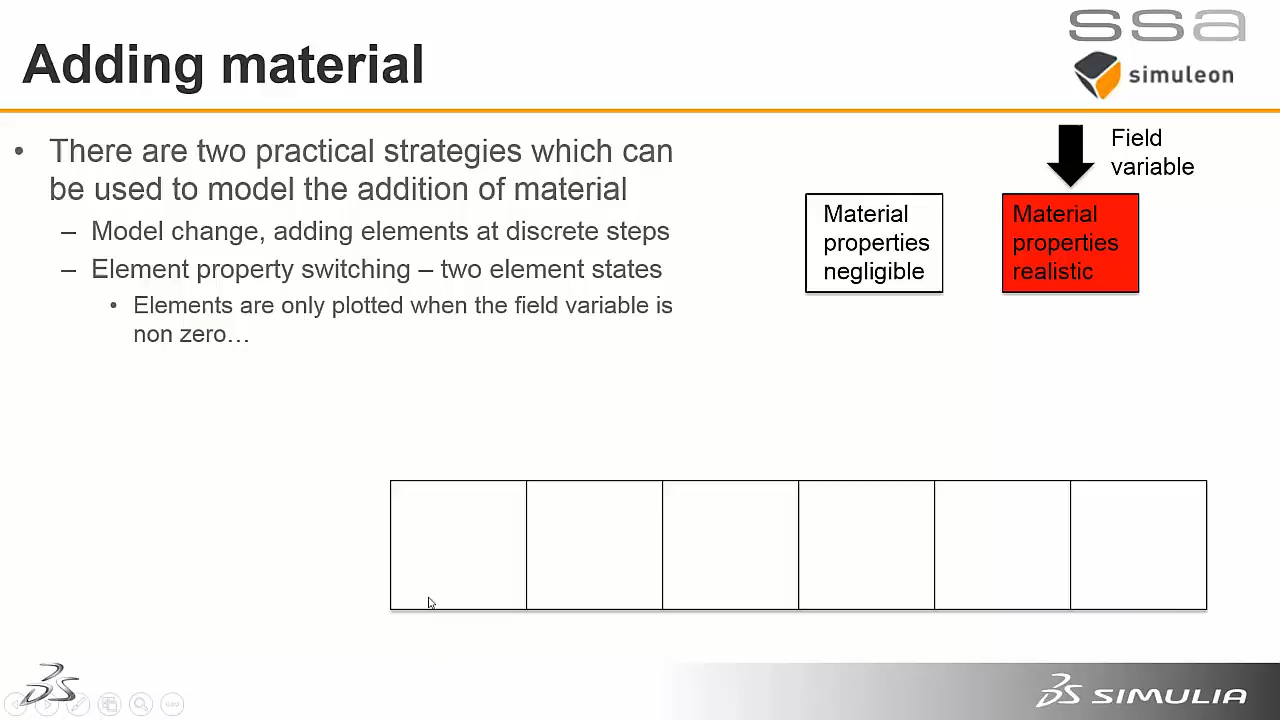 ssa
Adding material
simuleon
• There are two practical strategies which can
be used to model the addition of material
– Model change, adding elements at discrete steps
– Element property switching – two element states
• Elements are only plotted when the field variable is
non zero…
Field
variable
Material
properties
negligible
Material
properties
realistic
SIMULIA